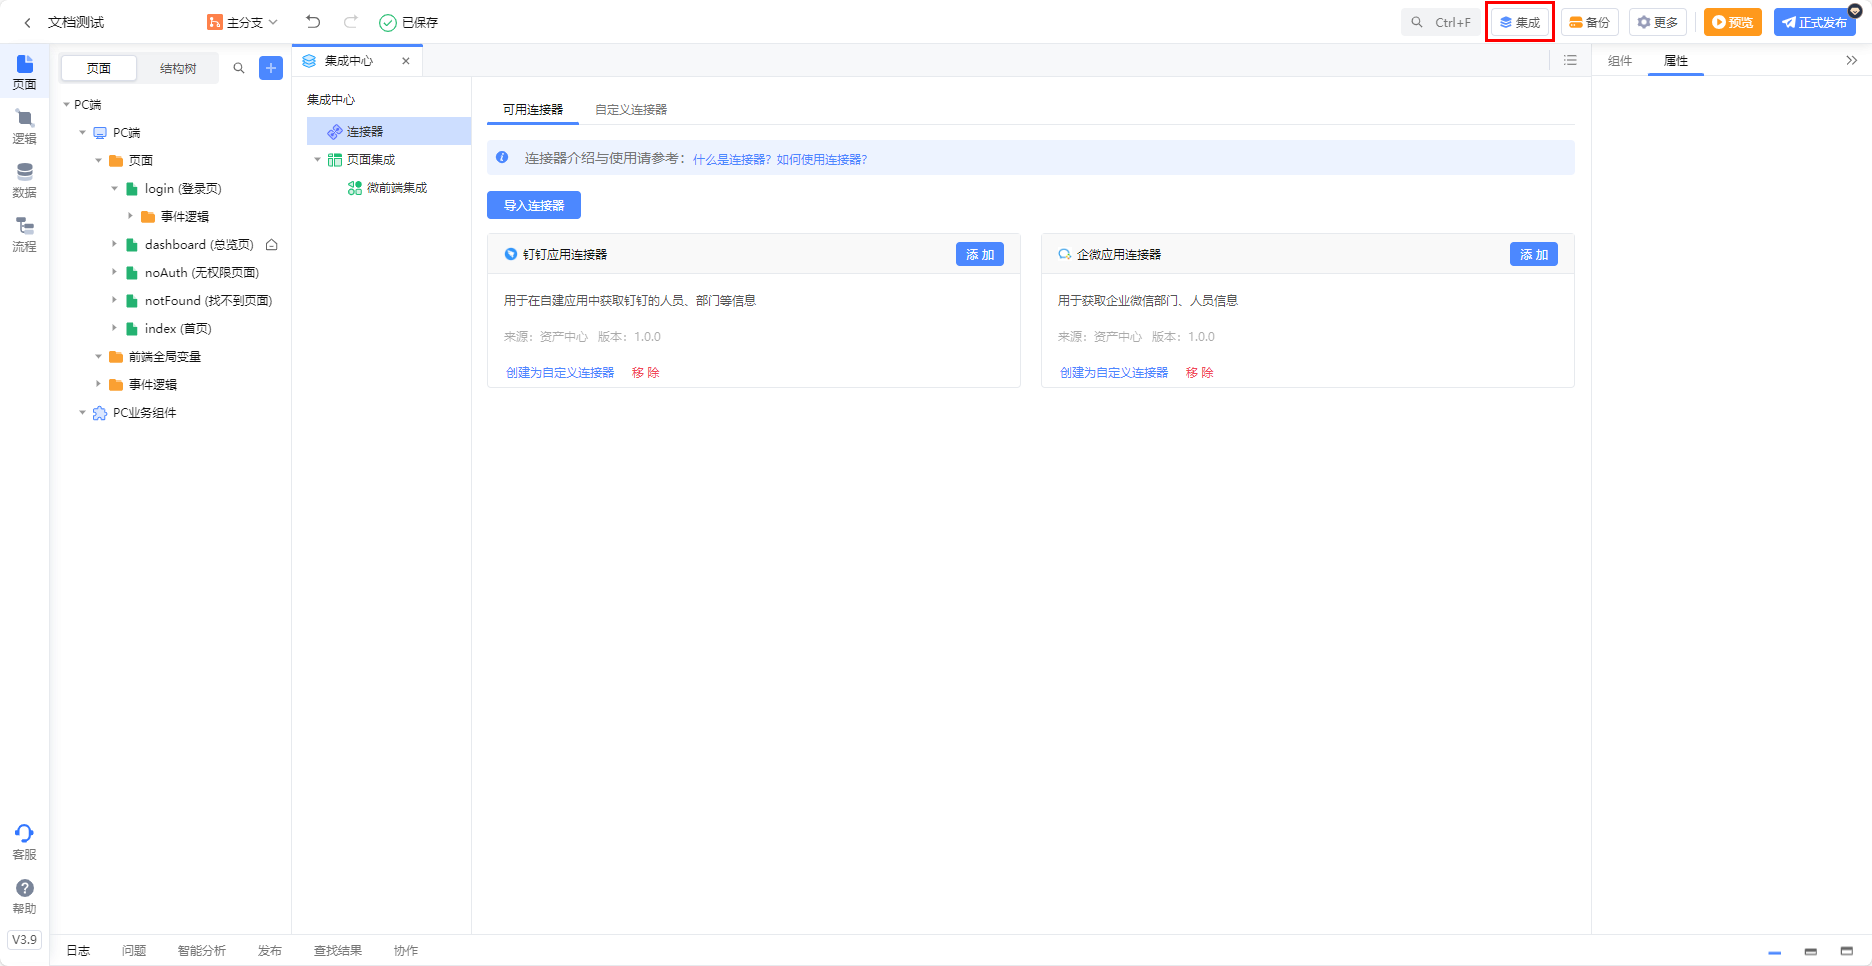 文档测试
主分支
已保存
Ctrl+F
集成
备份
更多
预览
正式发布
页面
逻辑
数据
流程
客服
帮助
V3.9
页面
结构树
PC端
PC端
页面
login (登录页)
事件逻辑
dashboard (总览页)
noAuth (无权限页面)
notFound (找不到页面)
index (首页)
前端全局变量
事件逻辑
PC业务组件
集成中心
集成中心
连接器
页面集成
微前端集成
可用连接器
自定义连接器
连接器介绍与使用请参考：什么是连接器？如何使用连接器？
导入连接器
钉钉应用连接器
添 加
用于在自建应用中获取钉钉的人员、部门等信息
来源：资产中心 版本：1.0.0
创建为自定义连接器
移 除
企微应用连接器
添 加
用于获取企业微信部门、人员信息
来源：资产中心 版本：1.0.0
创建为自定义连接器
移 除
组件
属性
日志
问题
智能分析
发布
查找结果
协作